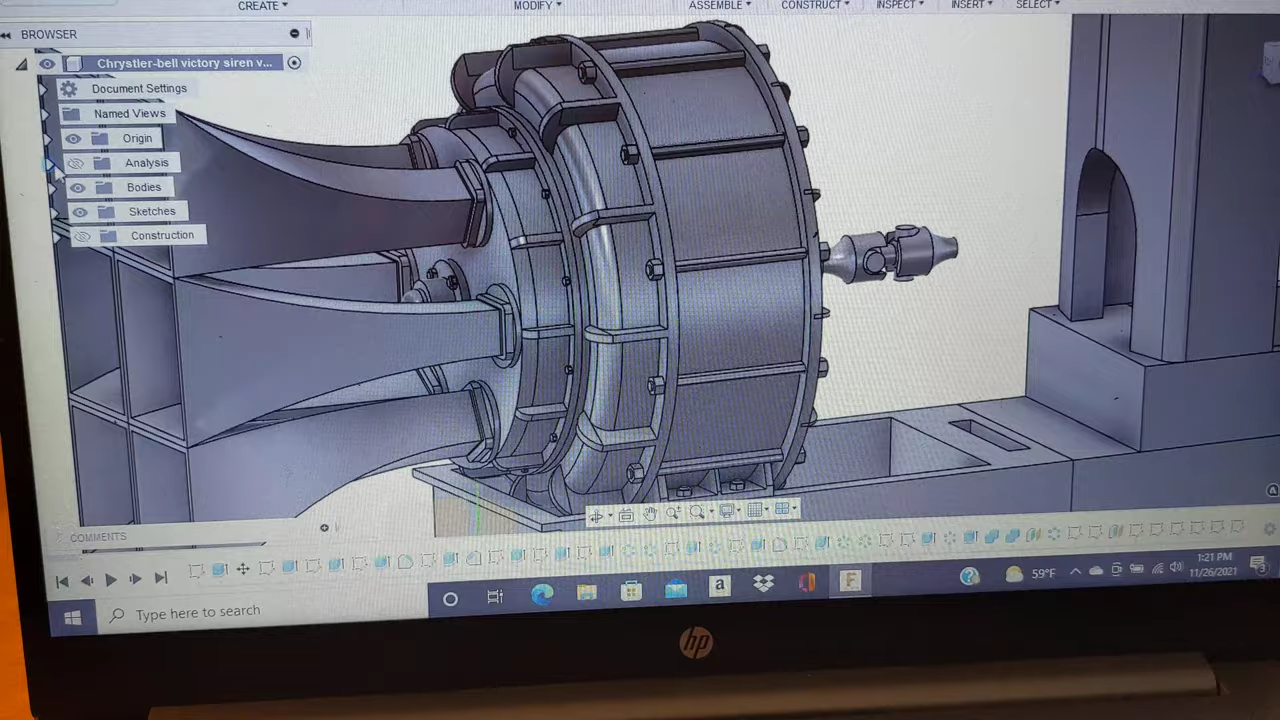 CREATE MODIFY ASSEMBLE CONSTRUCT INSPECT INSERT SELECT
BROWSER
Chrystler-bell victory siren v...
Document Settings
Named Views
Origin
Analysis
Bodies
Sketches
Construction
COMMENTS
Type here to search
a
F
59°F
1:21 PM
11/26/2021
3
hp